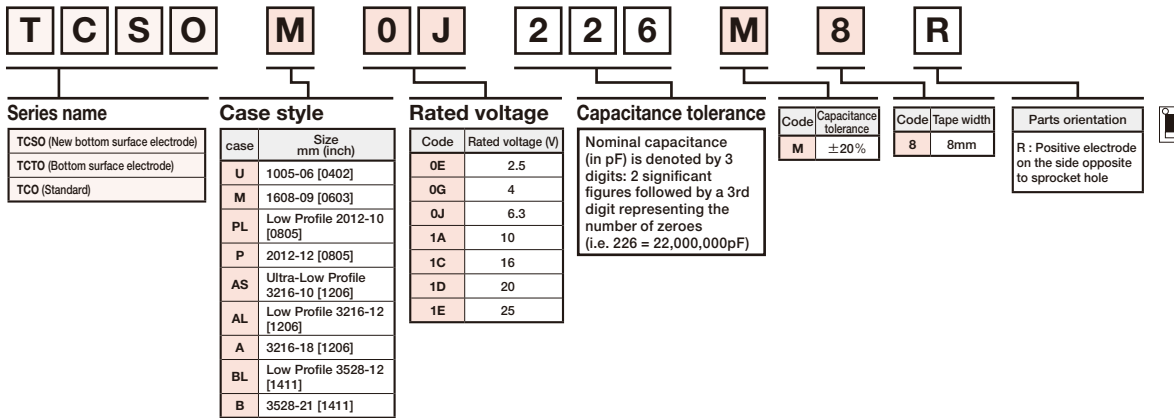 T C S O M 0 J 2 2 6 M 8 R
Series name
TCSO (New bottom surface electrode)
TCTO (Bottom surface electrode)
TCO (Standard)
Case style
case Size
mm (inch)
U 1005-06 [0402]
M 1608-09 [0603]
PL Low Profile 2012-10
[0805]
P 2012-12 [0805]
AS Ultra-Low Profile
3216-10 [1206]
AL Low Profile 3216-12
[1206]
A 3216-18 [1206]
BL Low Profile 3528-12
[1411]
B 3528-21 [1411]
Rated voltage
Code Rated voltage (V)
0E 2.5
0G 4
0J 6.3
1A 10
1C 16
1D 20
1E 25
Capacitance tolerance
Nominal capacitance
(in pF) is denoted by 3
digits: 2 significant
figures followed by a 3rd
digit representing the
number of zeroes
(i.e. 226 = 22,000,000pF)
Code Capacitance
tolerance
M ±20%
Code Tape width
8 8mm
Parts orientation
R : Positive electrode
on the side opposite
to sprocket hole